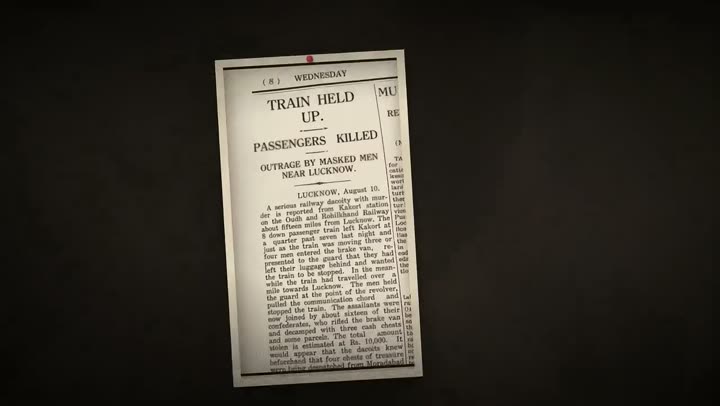 ( 8 ) WEDNESDAY
TRAIN HELD
UP.
PASSENGERS KILLED
OUTRAGE BY MASKED MEN
NEAR LUCKNOW.
LUCKNOW, August 10.
A serious railway dacoity with mur-
der is reported from Kakori station
on the Oudh and Rohilkhand Railway
about fifteen miles from Lucknow. The
8 down passenger train left Kakori at
a quarter past seven last night and
just as the train was moving three or
four men entered the brake van, re-
presented to the guard that they had
left their luggage behind and wanted
the train to be stopped. In the mean-
while the train had travelled over a
mile towards Lucknow. The men held
the guard at the point of the revolver,
pulled the communication chord and
stopped the train. The assailants were
now joined by about sixteen of their
confederates, who rifled the brake van
and decamped with three cash chests
and some parcels. The total amount
stolen is estimated at Rs. 10,000. It
would appear that the dacoits knew
beforehand that four chests of treasure
were being despatched from Moradabad
MU
RE